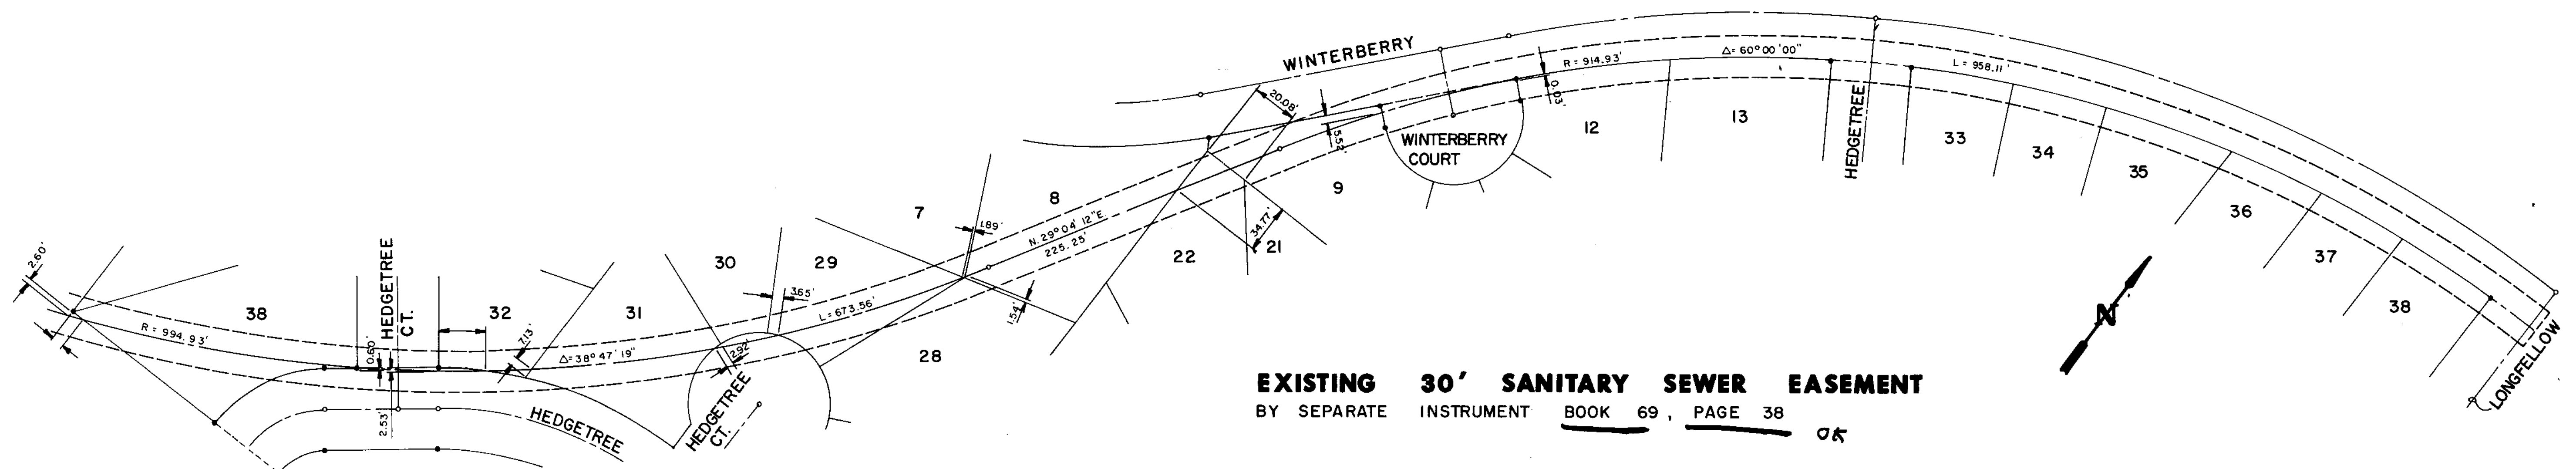 WINTERBERRY
R = 914.93'
Δ= 60°00'00"
L = 958.11'
20.08'
0.03'
5.52'
WINTERBERRY
COURT
12
13
HEDGETREE
33
34
35
36
37
38
8
9
7
1.89'
N. 29°04' 12"E
225.25'
34.77'
21
22
2.60'
38
HEDGETREE
CT.
32
31
30
29
3.65'
L = 673.56'
1.54'
R = 994.93'
0.60'
7.13'
Δ= 38°47'19"
2.92'
28
2.53'
HEDGETREE
HEDGETREE
CT.
N
LONGFELLOW
EXISTING 30' SANITARY SEWER EASEMENT
BY SEPARATE INSTRUMENT BOOK 69, PAGE 38
OK